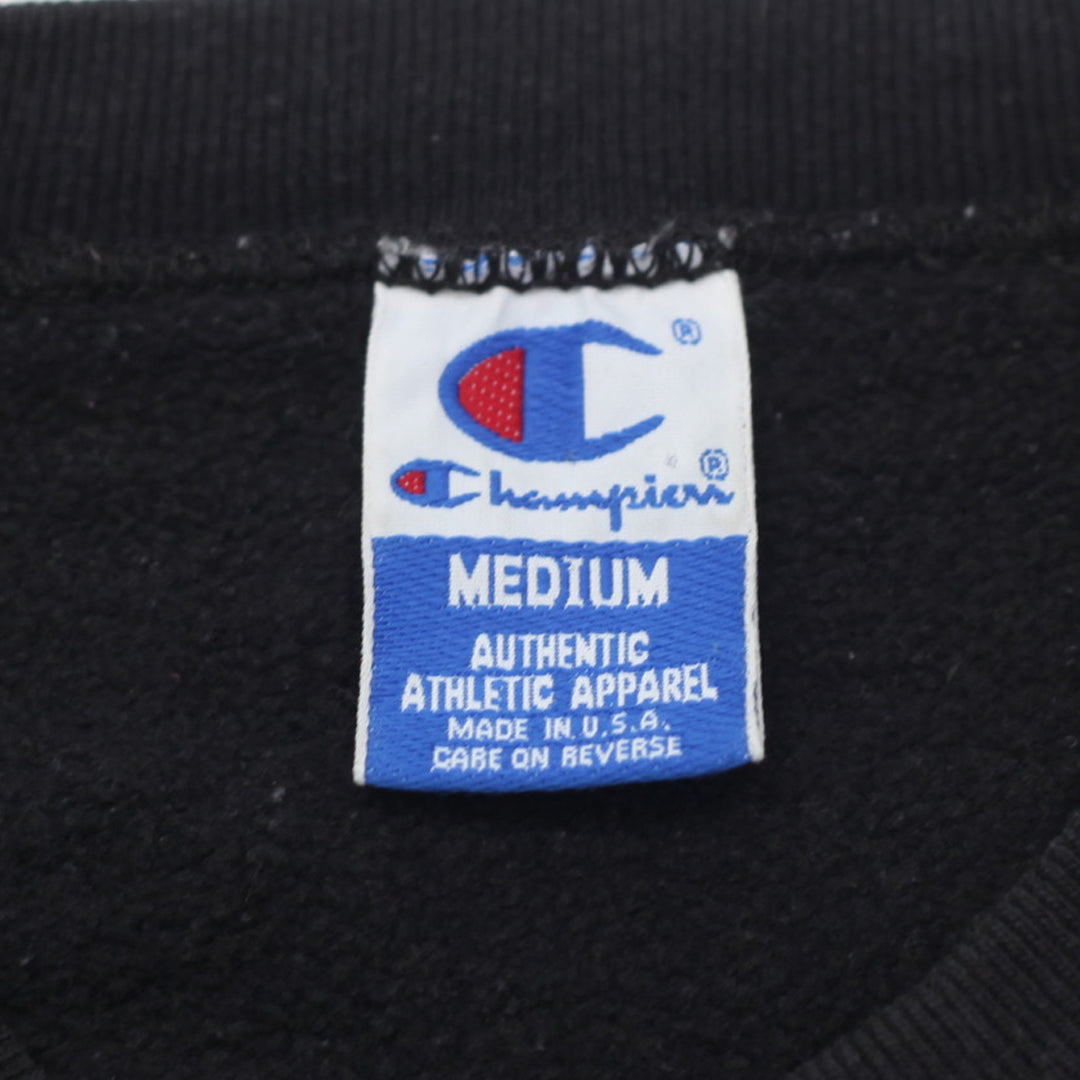 ®
Champion®
MEDIUM
AUTHENTIC
ATHLETIC APPAREL
MADE IN U.S.A.
CARE ON REVERSE